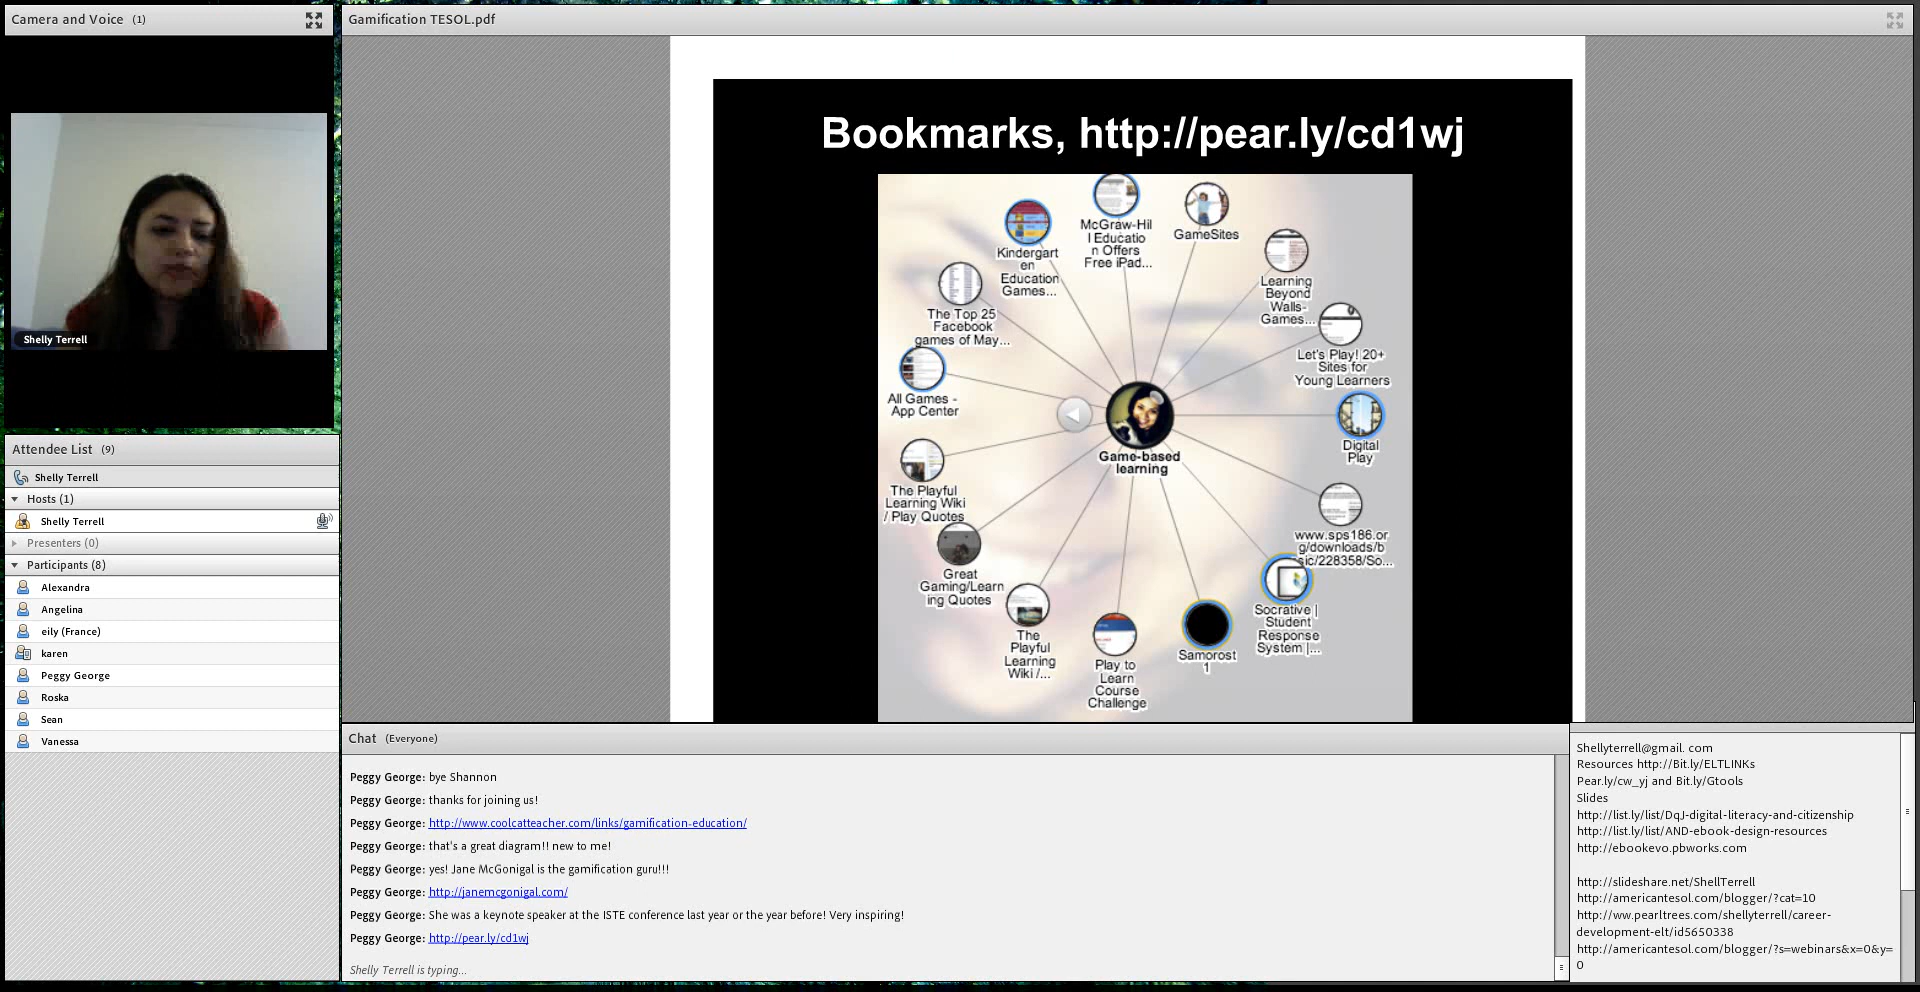 Camera and Voice (1)
Shelly Terrell
Attendee List (9)
Shelly Terrell
Hosts (1)
Shelly Terrell
Presenters (0)
Participants (8)
Alexandra
Angelina
eily (France)
karen
Peggy George
Roska
Sean
Vanessa
Gamification TESOL.pdf
Bookmarks, http://pear.ly/cd1wj
Kindergart
en
Education
Games...
McGraw-Hil
l Educatio
n Offers
Free iPad...
GameSites
Learning
Beyond
Walls-
Games...
The Top 25
Facebook
games of May...
Let's Play! 20+
Sites for
Young Learners
All Games -
App Center
Game-based
learning
Digital
Play
The Playful
Learning Wiki
/ Play Quotes
www.sps186.or
g/downloads/b
sic/228358/So...
Great
Gaming/Learn
ing Quotes
The
Playful
Learning
Wiki /...
Play to
Learn
Course
Challenge
Samorost
1
Socrative |
Student
Response
System |...
Chat (Everyone)
Peggy George: bye Shannon
Peggy George: thanks for joining us!
Peggy George: http://www.coolcatteacher.com/links/gamification-education/
Peggy George: that's a great diagram!! new to me!
Peggy George: yes! Jane McGonigal is the gamification guru!!!
Peggy George: http://janemcgonigal.com/
Peggy George: She was a keynote speaker at the ISTE conference last year or the year before! Very inspiring!
Peggy George: http://pear.ly/cd1wj
Shelly Terrell is typing...
Shellyterrell@gmail. com
Resources http://Bit.ly/ELTLINKs
Pear.ly/cw_yj and Bit.ly/Gtools
Slides
http://list.ly/list/DqJ-digital-literacy-and-citizenship
http://list.ly/list/AND-ebook-design-resources
http://ebookevo.pbworks.com
http://slideshare.net/ShellTerrell
http://americantesol.com/blogger/?cat=10
http://ww.pearltrees.com/shellyterrell/career-
development-elt/id5650338
http://americantesol.com/blogger/?s=webinars&x=0&y=
0